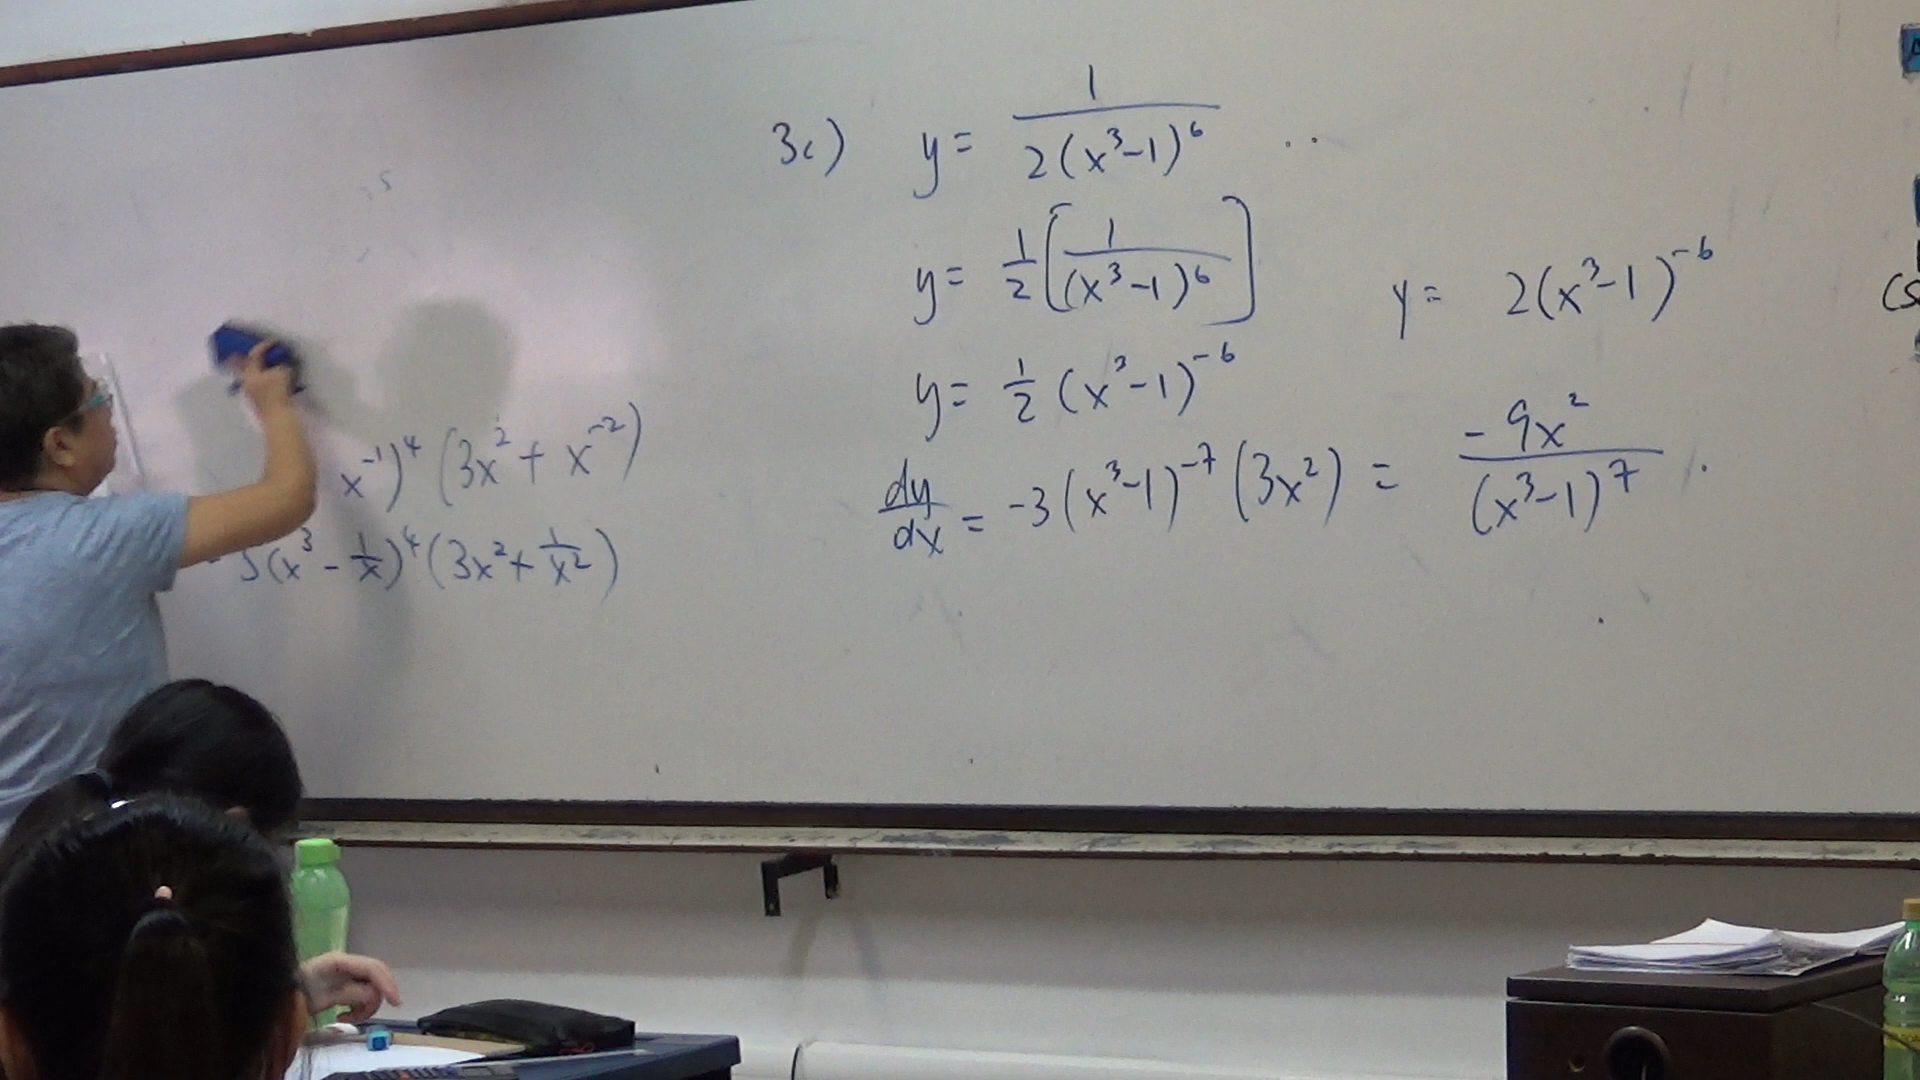 x⁻¹)⁴ (3x² + x⁻²)
5(x³ - 1/x)⁴ (3x² + 1/x²)
3c) y = 1/2(x³-1)⁶
y = 1/2 [1/(x³-1)⁶]
y = 1/2 (x³-1)⁻⁶
dy/dx = -3(x³-1)⁻⁷ (3x²) = -9x²/(x³-1)⁷
y = 2(x³-1)⁻⁶